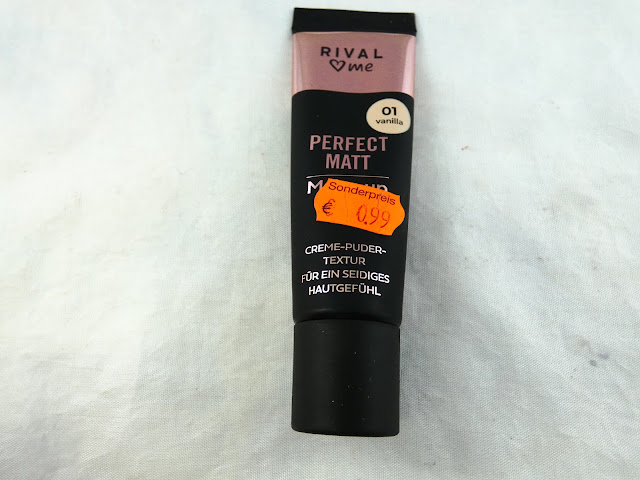 RIVAL
me
01
vanilla
PERFECT
MATT
Sonderpreis
€ 0.99
CREME-PUDER-
TEXTUR
FÜR EIN SEIDIGES
HAUTGEFÜHL